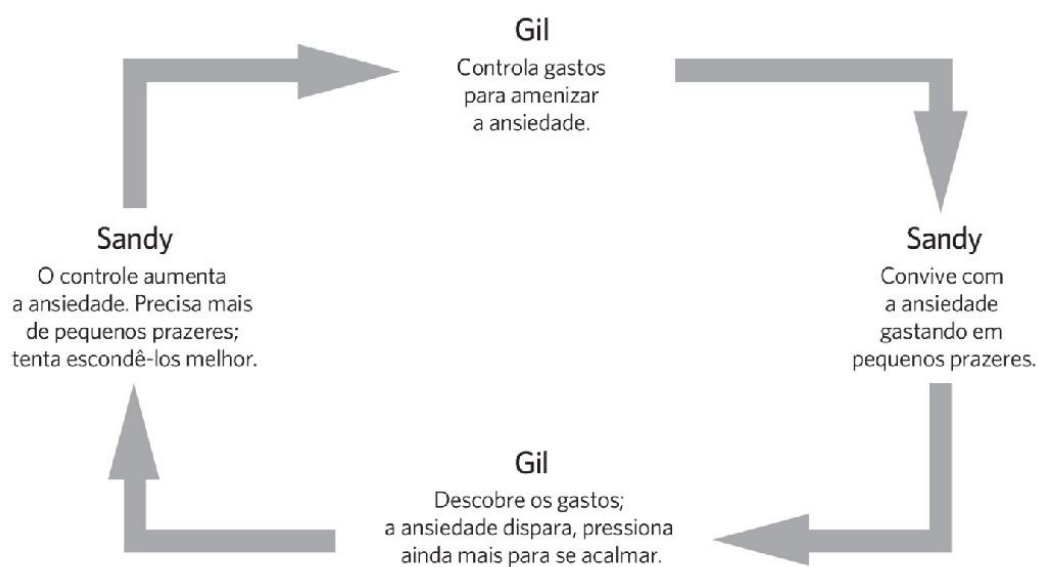 Gil
Controla gastos
para amenizar
a ansiedade.
Sandy
O controle aumenta
a ansiedade. Precisa mais
de pequenos prazeres;
tenta escondê-los melhor.
Sandy
Convive com
a ansiedade
gastando em
pequenos prazeres.
Gil
Descobre os gastos;
a ansiedade dispara, pressiona
ainda mais para se acalmar.